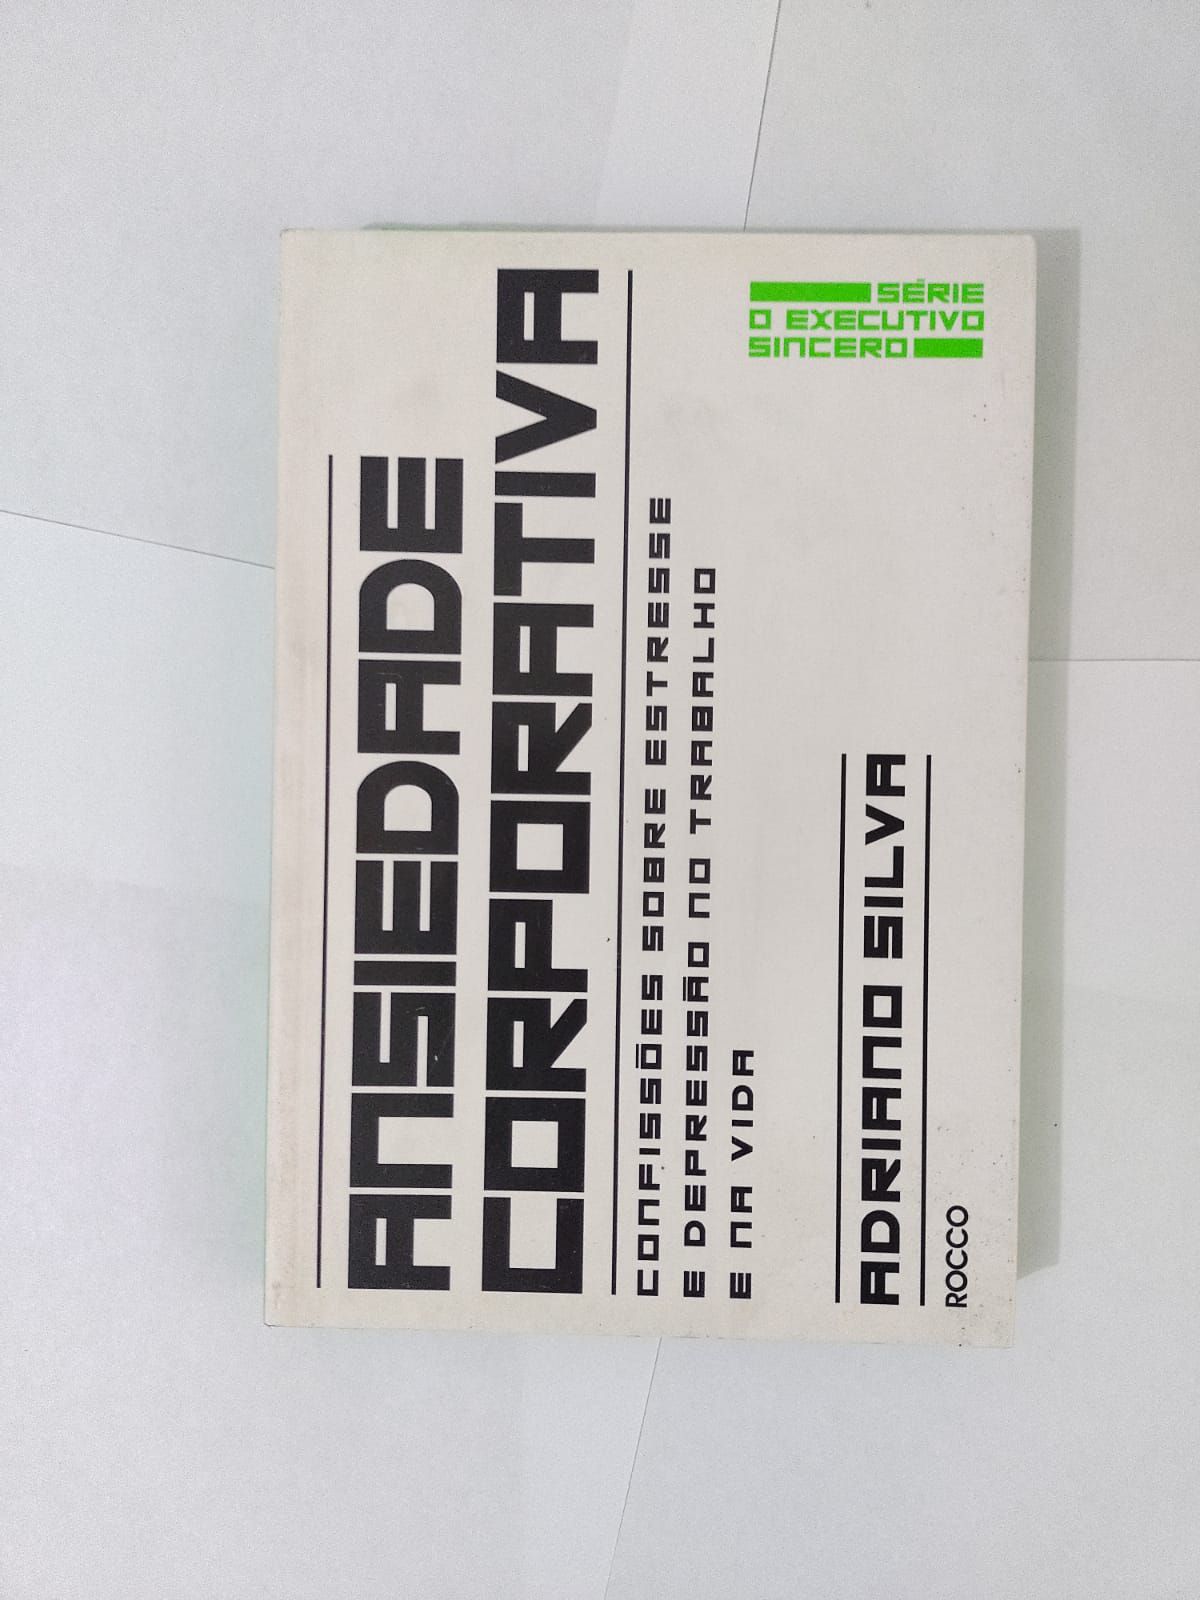 ANSIEDADE
CORPORATIVA
CONFISSÕES SOBRE ESTRESSE
E DEPRESSÃO NO TRABALHO
E NA VIDA
ADRIANO SILVA
ROCCO
SÉRIE
O EXECUTIVO
SINCERO